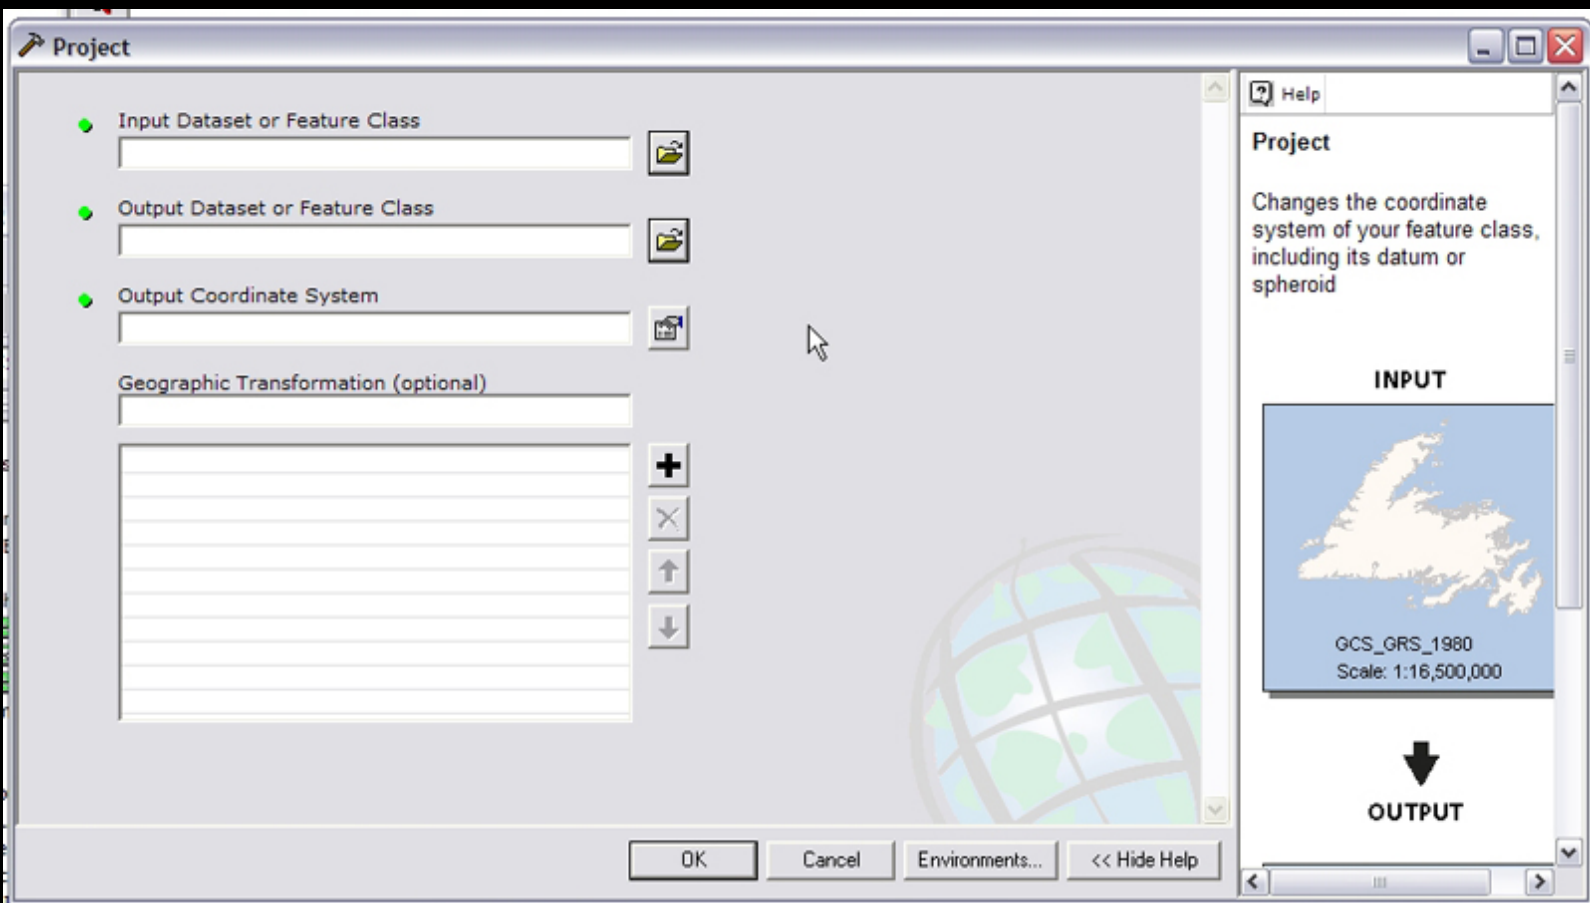 Project
Input Dataset or Feature Class
Output Dataset or Feature Class
Output Coordinate System
Geographic Transformation (optional)
OK
Cancel
Environments...
<< Hide Help
Help
Project
Changes the coordinate
system of your feature class,
including its datum or
spheroid
INPUT
GCS_GRS_1980
Scale: 1:16,500,000
OUTPUT